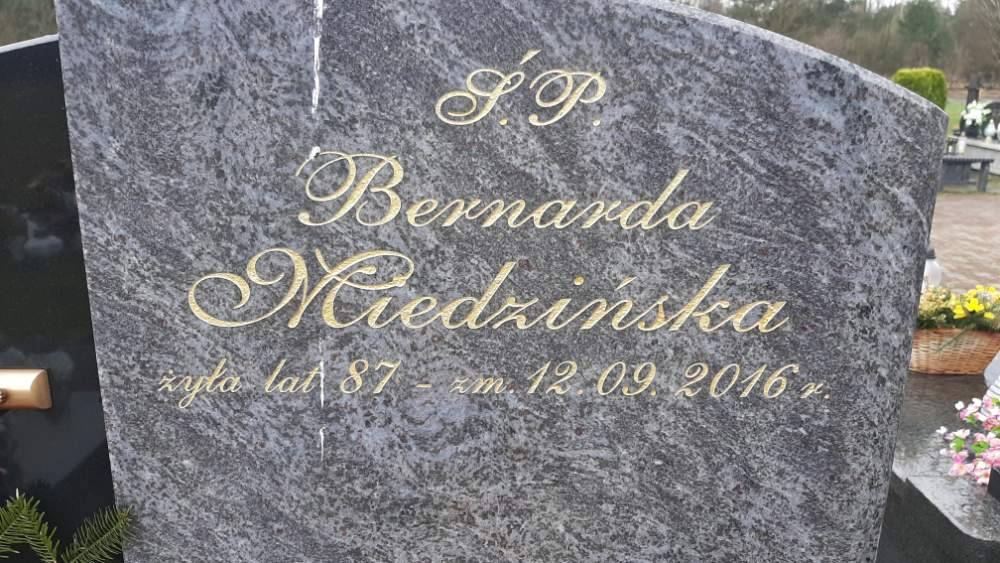 Ś.P.
Bernarda
Miedzińska
żyła lat 87 - zm. 12.09.2016 r.